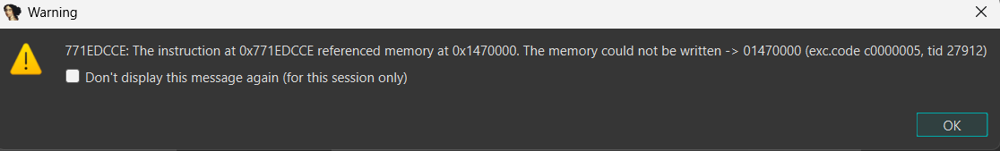 Warning
771EDCCE: The instruction at 0x771EDCCE referenced memory at 0x1470000. The memory could not be written -> 01470000 (exc.code c0000005, tid 27912)
Don't display this message again (for this session only)
OK